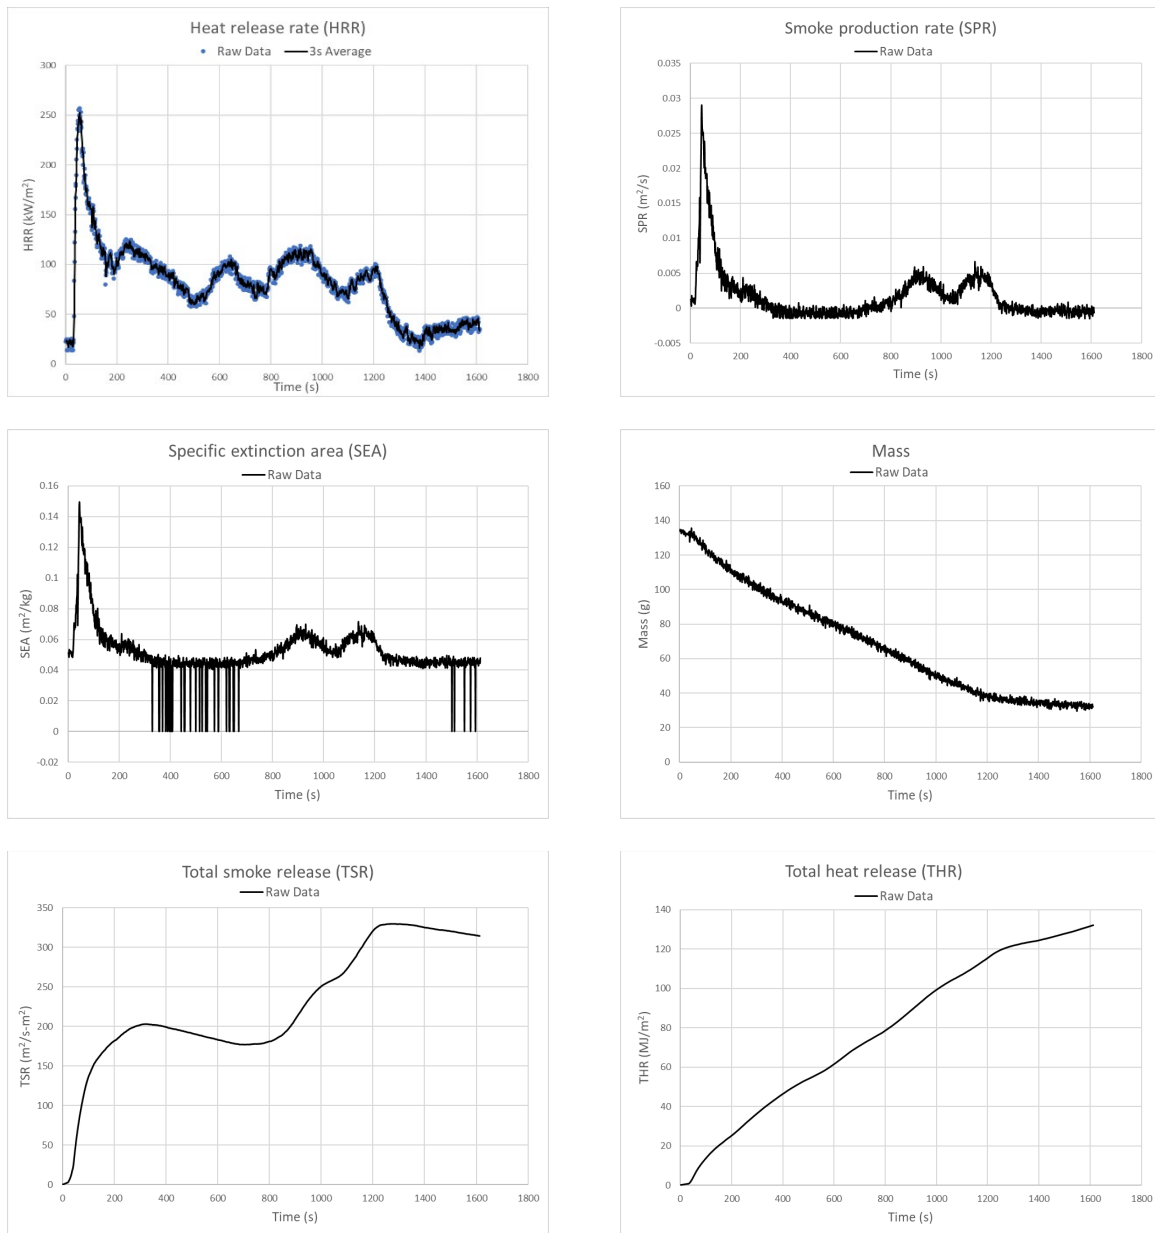 Heat release rate (HRR)
Raw Data 3s Average
300
250
200
150
100
50
0
HRR (kW/m²)
0 200 400 600 800 1000 1200 1400 1600 1800
Time (s)
Smoke production rate (SPR)
Raw Data
0.035
0.03
0.025
0.02
0.015
0.01
0.005
0
-0.005
SPR (m²/s)
0 200 400 600 800 1000 1200 1400 1600 1800
Time (s)
Specific extinction area (SEA)
Raw Data
0.16
0.14
0.12
0.1
0.08
0.06
0.04
0.02
0
-0.02
SEA (m²/kg)
0 200 400 600 800 1000 1200 1400 1600 1800
Time (s)
Mass
Raw Data
160
140
120
100
80
60
40
20
0
Mass (g)
0 200 400 600 800 1000 1200 1400 1600 1800
Time (s)
Total smoke release (TSR)
Raw Data
350
300
250
200
150
100
50
0
TSR (m²/s-m²)
0 200 400 600 800 1000 1200 1400 1600 1800
Time (s)
Total heat release (THR)
Raw Data
140
120
100
80
60
40
20
0
THR (MJ/m²)
0 200 400 600 800 1000 1200 1400 1600 1800
Time (s)